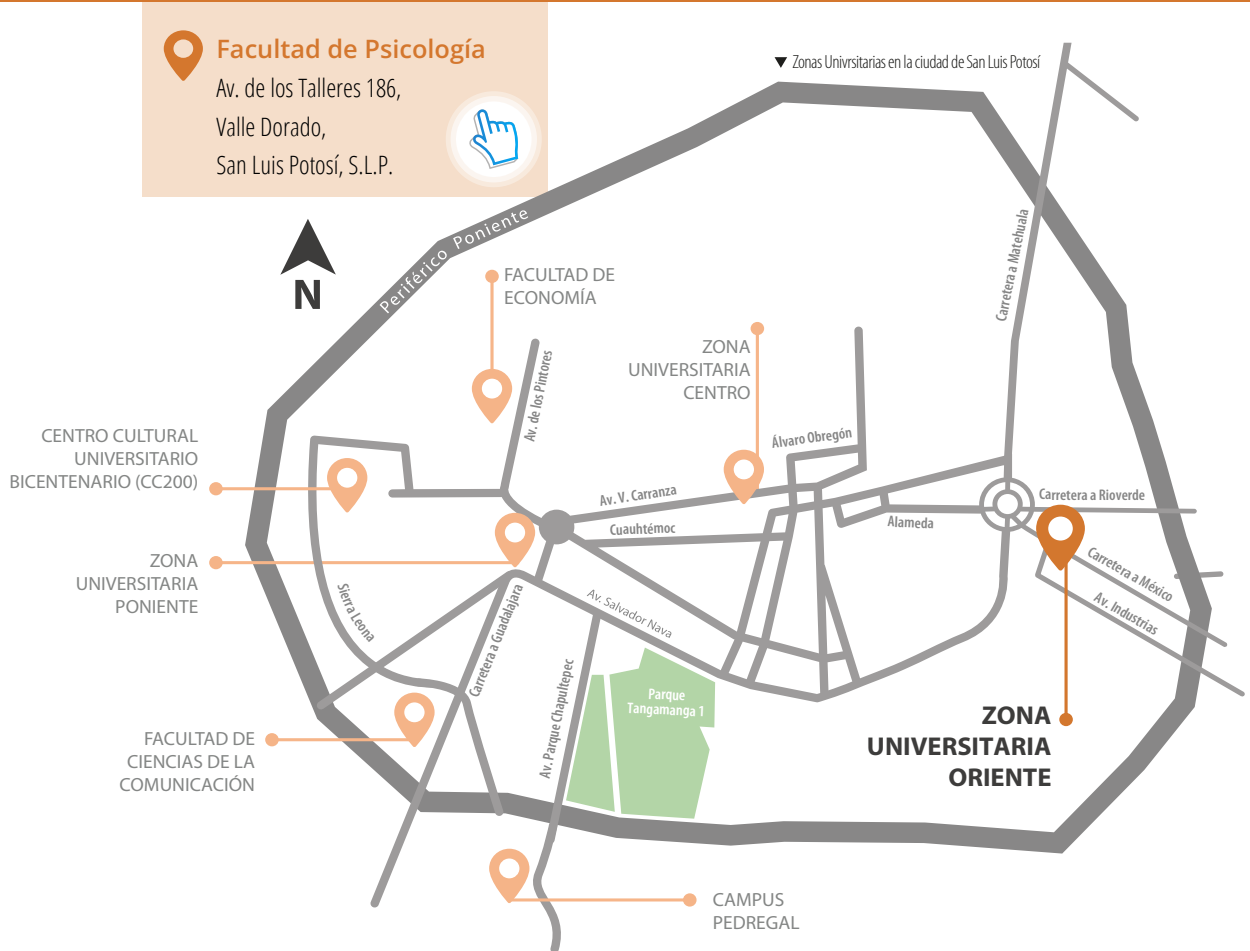 Facultad de Psicología
Av. de los Talleres 186,
Valle Dorado,
San Luis Potosí, S.L.P.
▼ Zonas Univrsitarias en la ciudad de San Luis Potosí
Periférico Poniente
N
FACULTAD DE
ECONOMÍA
Carretera a Matehuala
ZONA
UNIVERSITARIA
CENTRO
Av. de los Pintores
CENTRO CULTURAL
UNIVERSITARIO
BICENTENARIO (CC200)
Álvaro Obregón
Av. V. Carranza
Cuauhtémoc
Alameda
Carretera a Rioverde
ZONA
UNIVERSITARIA
PONIENTE
Sierra Leona
Carretera a Guadalajara
Av. Salvador Nava
Carretera a México
Av. Industrias
Av. Parque Chapultepec
Parque
Tangamanga 1
ZONA
UNIVERSITARIA
ORIENTE
FACULTAD DE
CIENCIAS DE LA
COMUNICACIÓN
CAMPUS
PEDREGAL